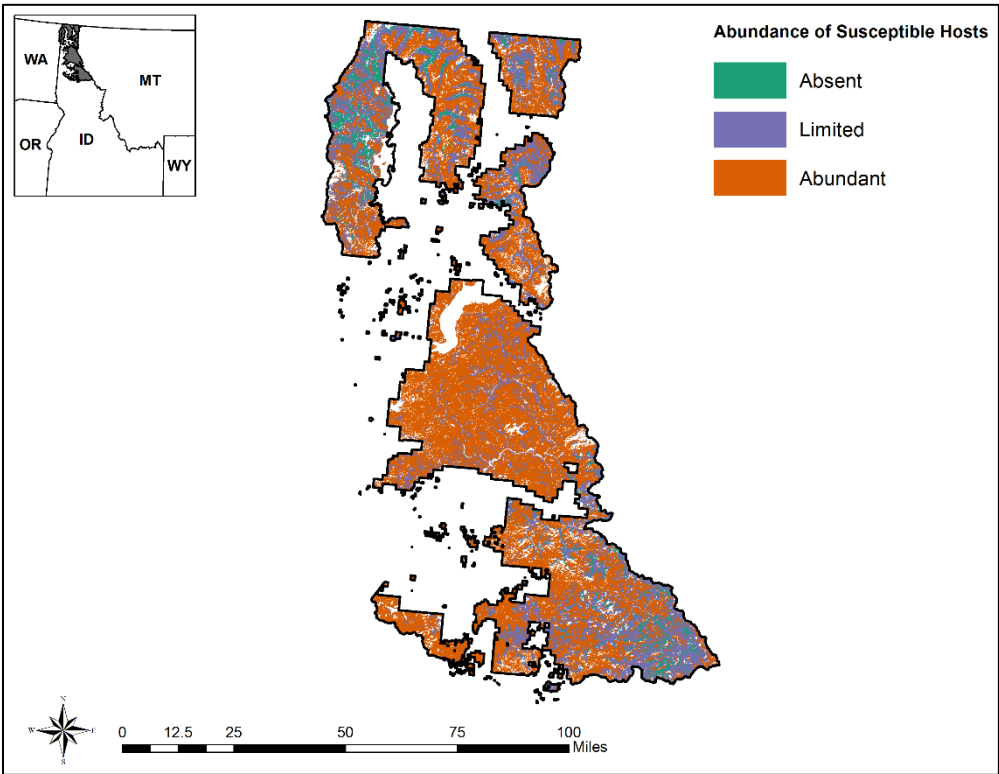 WA
MT
OR
ID
WY
Abundance of Susceptible Hosts
Absent
Limited
Abundant
N
W E
S
0 12.5 25 50 75 100
Miles